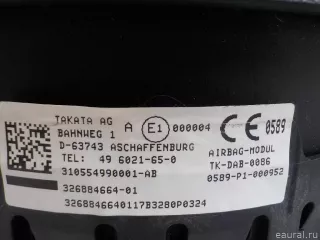 TAKATA AG
BAHNWEG 1
D-63743 ASCHAFFENBURG
TEL: 49 6021-65-0
310554990001-AB
326884664-01
3268846640117B3280P0324
A E1 000004
CE 0589
AIRBAG-MODUL
TK-DAB-0086
0589-P1-000952
eaural.ru